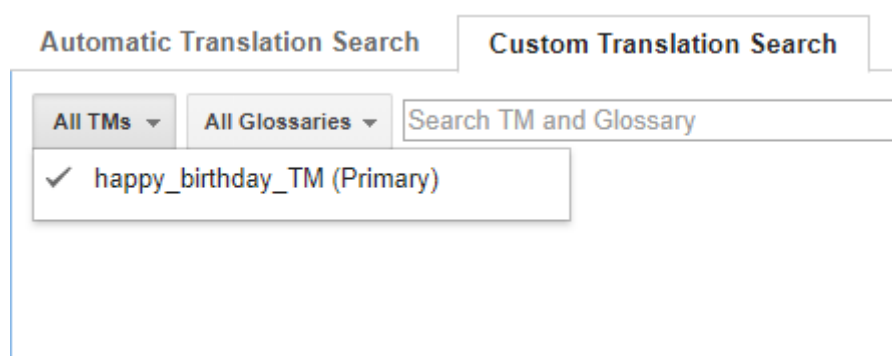 Automatic Translation Search Custom Translation Search
All TMs All Glossaries Search TM and Glossary
happy_birthday_TM (Primary)